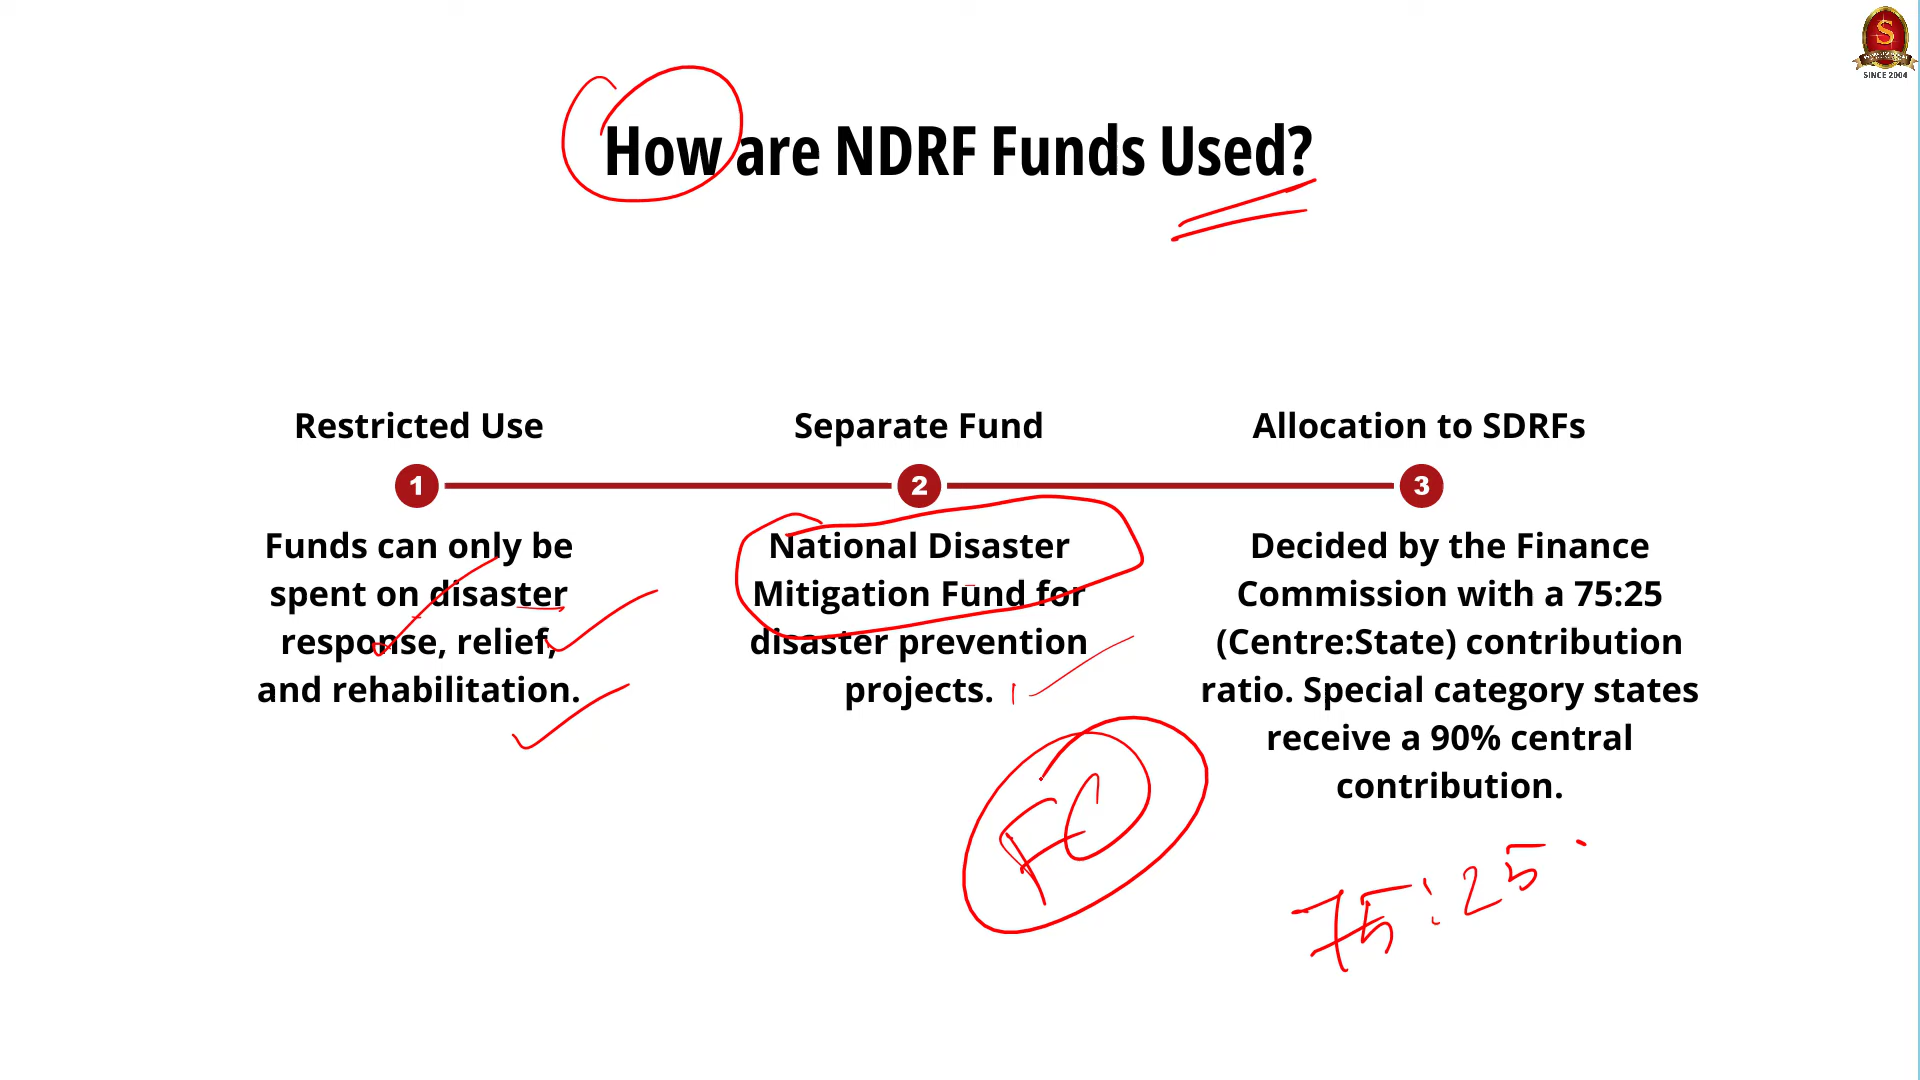 SINCE 2004
How are NDRF Funds Used?
Restricted Use
1
Funds can only be
spent on disaster
response, relief,
and rehabilitation.
Separate Fund
2
National Disaster
Mitigation Fund for
disaster prevention
projects.
Allocation to SDRFs
3
Decided by the Finance
Commission with a 75:25
(Centre:State) contribution
ratio. Special category states
receive a 90% central
contribution.
FC
75:25